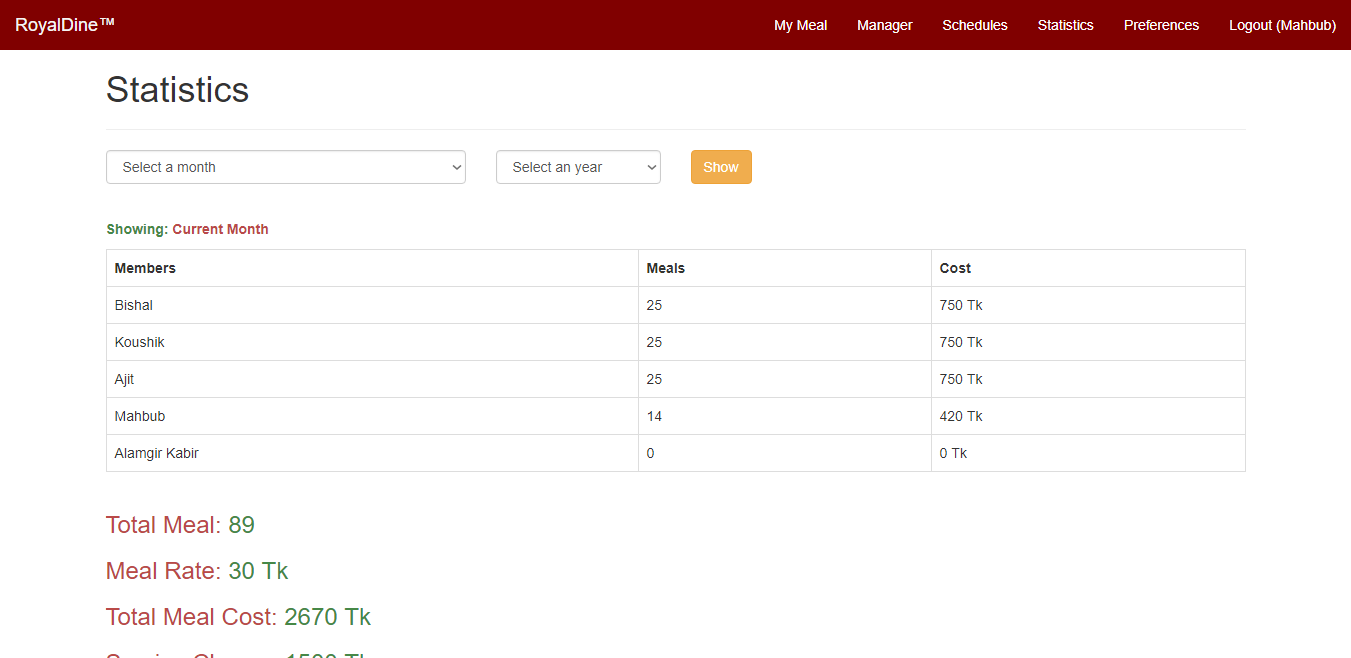 RoyalDine™ My Meal Manager Schedules Statistics Preferences Logout (Mahbub)
Statistics
Select a month Select an year Show
Showing: Current Month
Members Meals Cost
Bishal 25 750 Tk
Koushik 25 750 Tk
Ajit 25 750 Tk
Mahbub 14 420 Tk
Alamgir Kabir 0 0 Tk
Total Meal: 89
Meal Rate: 30 Tk
Total Meal Cost: 2670 Tk